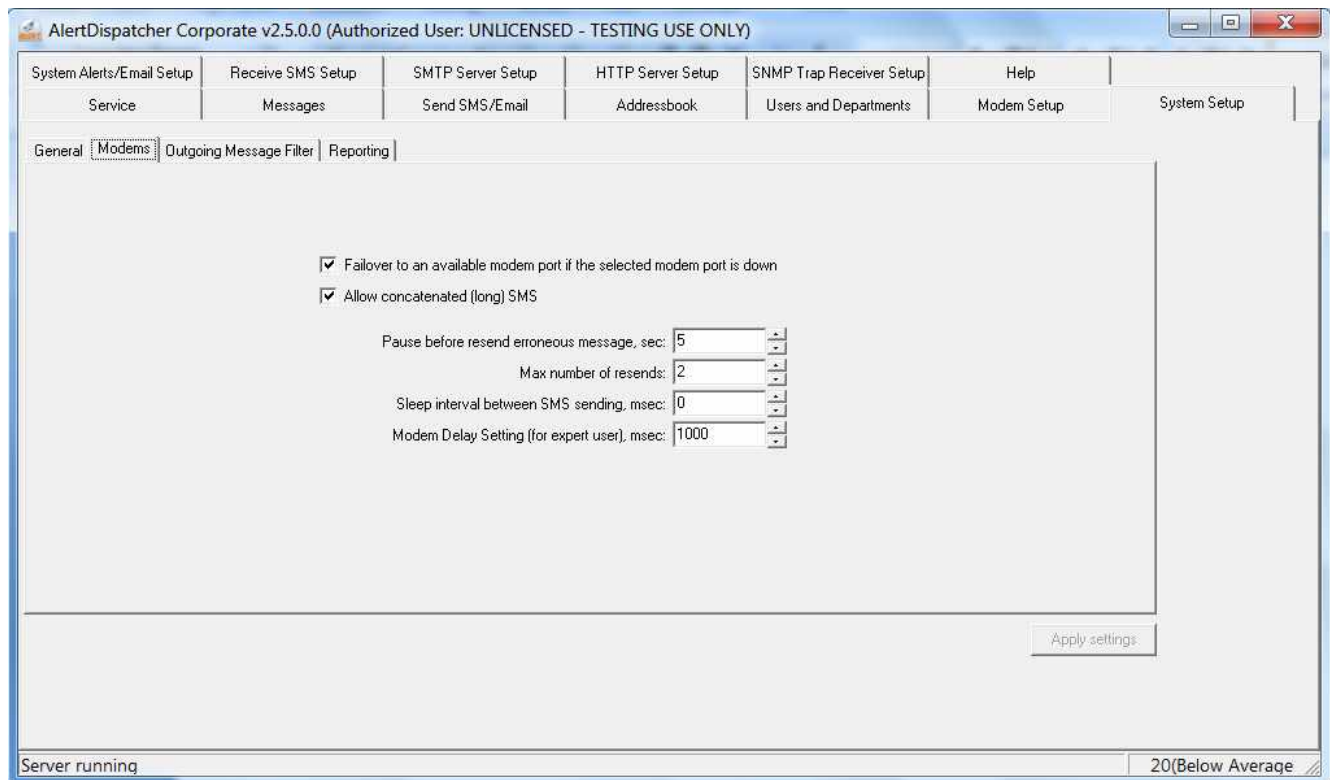 AlertDispatcher Corporate v2.5.0.0 (Authorized User: UNLICENSED - TESTING USE ONLY)
System Alerts/Email Setup Receive SMS Setup SMTP Server Setup HTTP Server Setup SNMP Trap Receiver Setup Help
Service Messages Send SMS/Email Addressbook Users and Departments Modem Setup System Setup
General Modems Outgoing Message Filter Reporting
Failover to an available modem port if the selected modem port is down
Allow concatenated (long) SMS
Pause before resend erroneous message, sec: 5
Max number of resends: 2
Sleep interval between SMS sending, msec: 0
Modem Delay Setting (for expert user), msec: 1000
Apply settings
Server running 20(Below Average